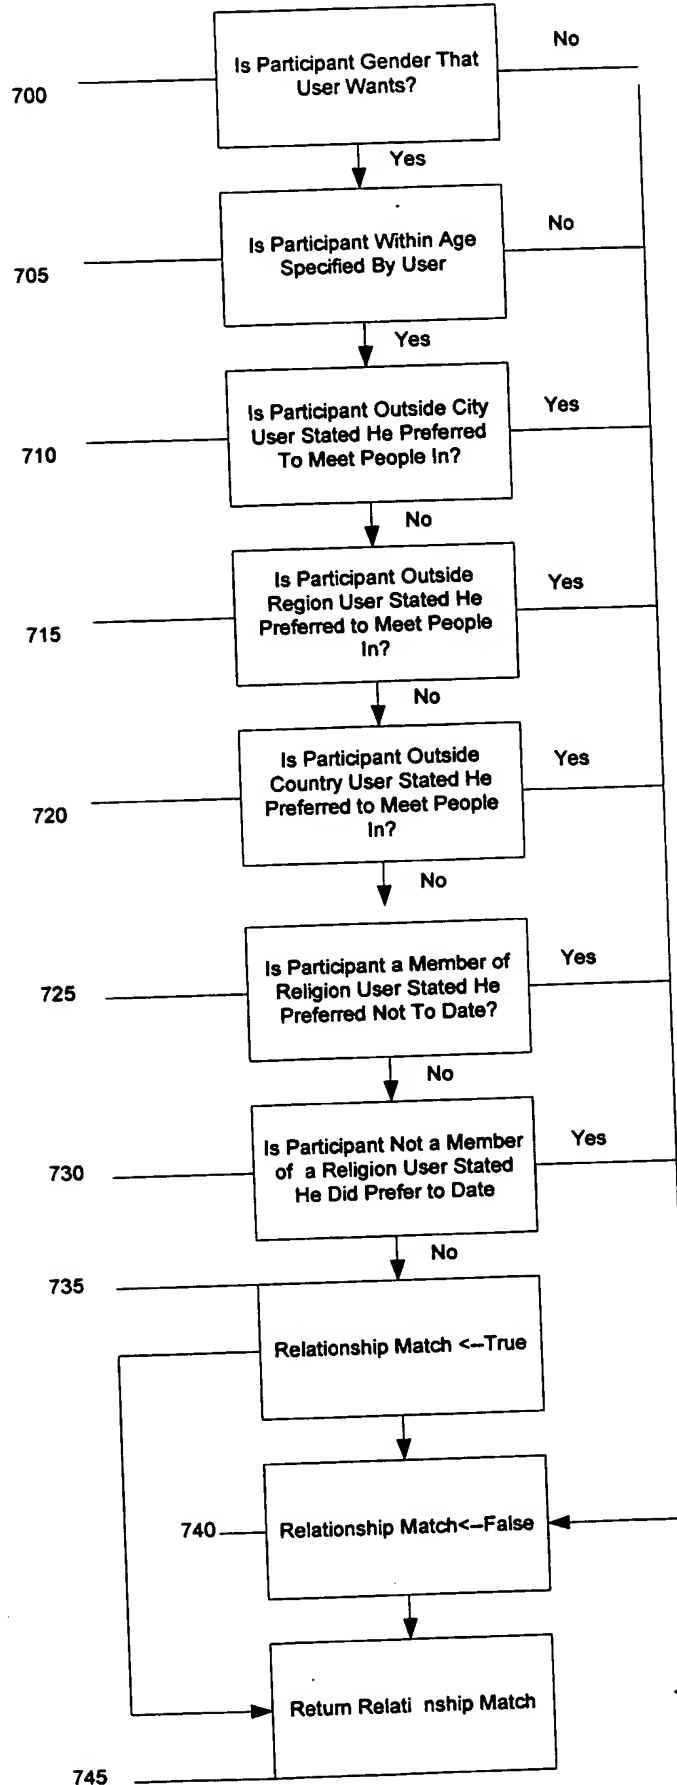 Is Participant Gender That
User Wants?
No
700
Yes
Is Participant Within Age
Specified By User
No
705
Yes
Is Participant Outside City
User Stated He Preferred
To Meet People In?
Yes
710
No
Is Participant Outside
Region User Stated He
Preferred to Meet People
In?
Yes
715
No
Is Participant Outside
Country User Stated He
Preferred to Meet People
In?
Yes
720
No
Is Participant a Member of
Religion User Stated He
Preferred Not To Date?
Yes
725
No
Is Participant Not a Member
of a Religion User Stated
He Did Prefer to Date
Yes
730
No
735
Relationship Match <--True
740
Relationship Match<--False
Return Relati nship Match
745